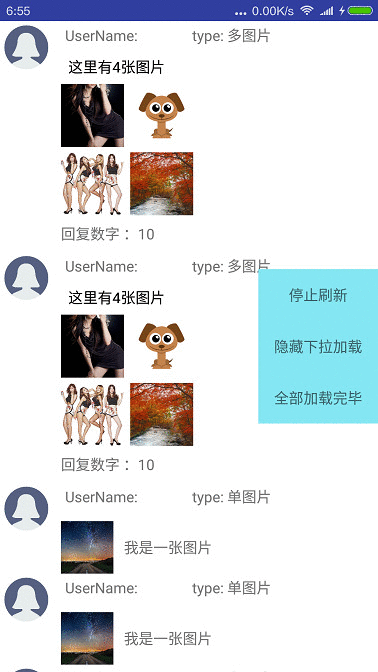 6:55 ... 0.00K/s
UserName: type: 多图片
这里有4张图片
回复数字： 10
UserName: type: 多图片
这里有4张图片
停止刷新
隐藏下拉加载
全部加载完毕
回复数字： 10
UserName: type: 单图片
我是一张图片
UserName: type: 单图片
我是一张图片